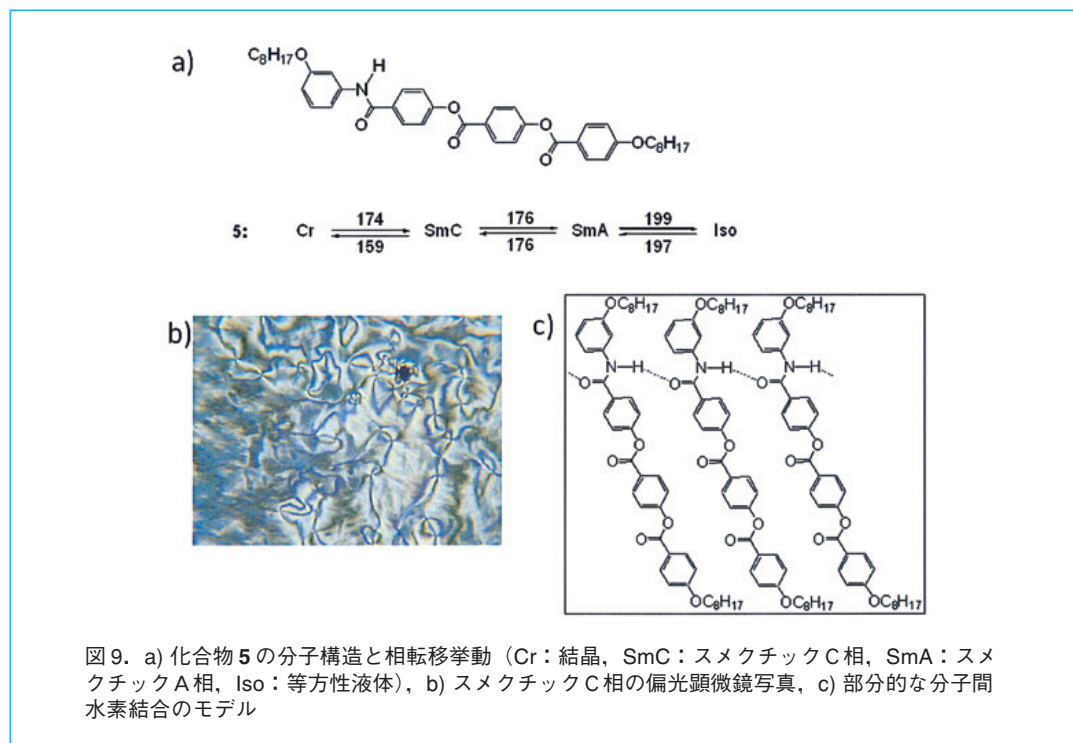 a)
C8H17O
H
N
O
O
O
O
O
OC8H17
174
199
176
5: Cr SmC SmA Iso
159
176
197
b)
c)
OC8H17 OC8H17 OC8H17
N H N H N H
O O O
O O O
O O O
O O O
O O O
OC8H17 OC8H17 OC8H17
図9. a) 化合物 5 の分子構造と相転移挙動（Cr：結晶，SmC：スメクチックC相，SmA：スメ
クチックA相，Iso：等方性液体），b) スメクチックC相の偏光顕微鏡写真，c) 部分的な分子間
水素結合のモデル